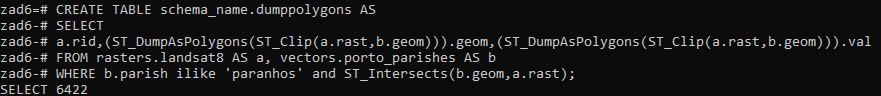 zad6=# CREATE TABLE schema_name.dumppolygons AS
zad6-# SELECT
zad6-# a.rid,(ST_DumpAsPolygons(ST_Clip(a.rast,b.geom))).geom,(ST_DumpAsPolygons(ST_Clip(a.rast,b.geom))).val
zad6-# FROM rasters.landsat8 AS a, vectors.porto_parishes AS b
zad6-# WHERE b.parish ilike 'paranhos' and ST_Intersects(b.geom,a.rast);
SELECT 6422